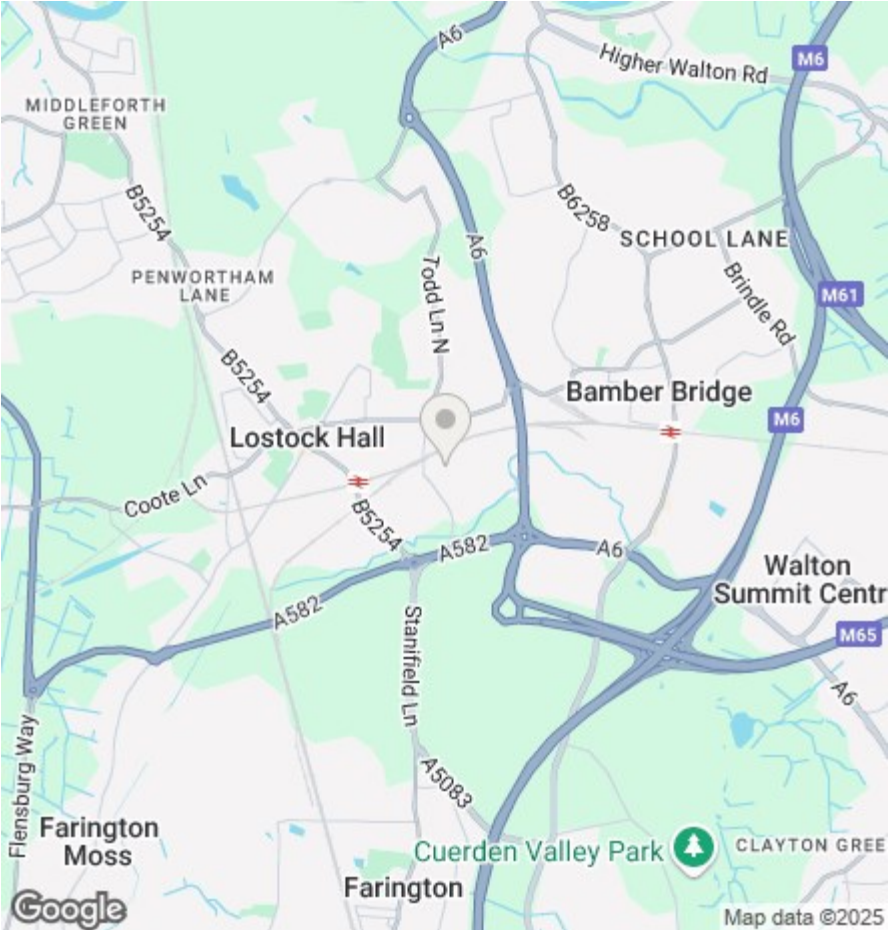 A6
M6
Higher Walton Rd
MIDDLEFORTH
GREEN
B5254
B6258
A6
SCHOOL LANE
PENWORTHAM
LANE
Todd Ln N
Brindle Rd
M61
B5254
Bamber Bridge
M6
Lostock Hall
Coote Ln
B5254
A582
A6
Walton
Summit Centr
A582
Stanifield Ln
M65
A6
Flensburg Way
A5083
Farington
Moss
Cuerden Valley Park
CLAYTON GREE
Farington
Google
Map data ©2025